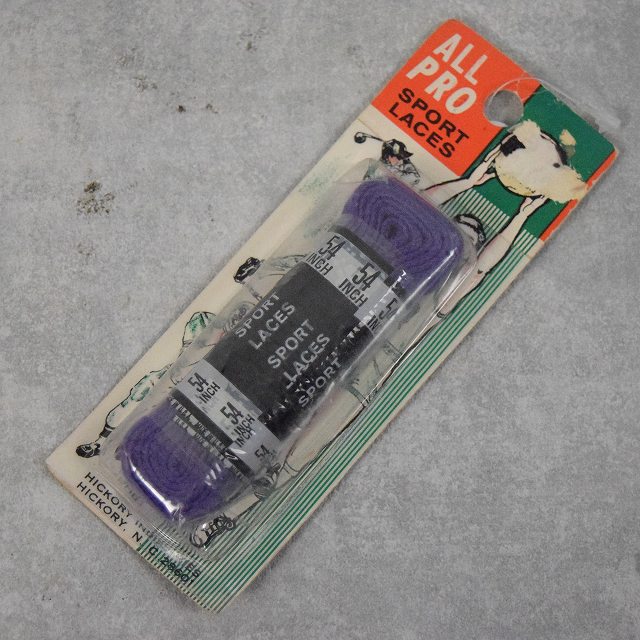 ALL
PRO
SPORT
LACES
54
INCH
54
INCH
SPORT
LACES
SPORT
LACES
SPORT
54
INCH
54
INCH
54
HICKORY
HICKORY, N.C.